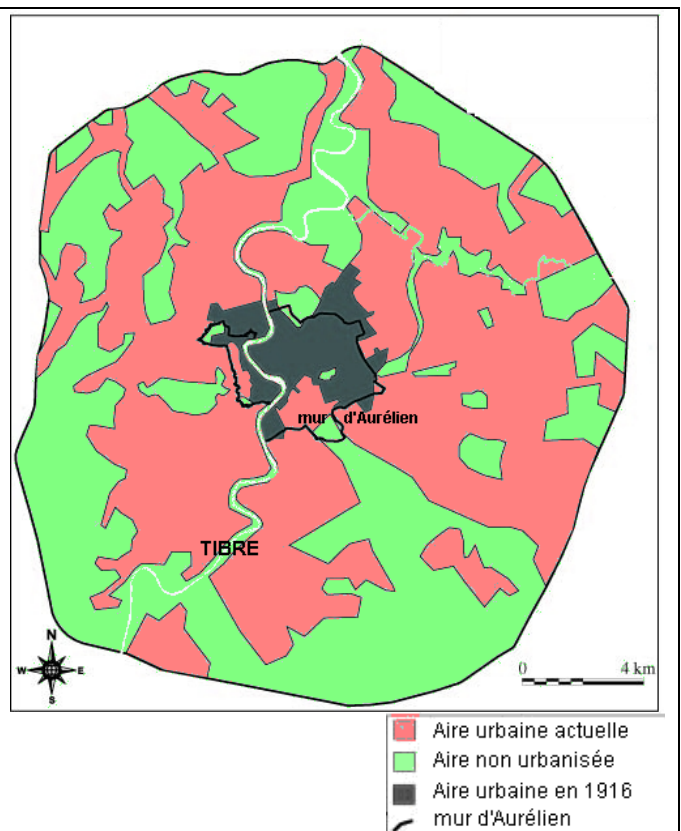 mur d'Aurélien
TIBRE
N
W E
S
0 4 km
Aire urbaine actuelle
Aire non urbanisée
Aire urbaine en 1916
mur d'Aurélien